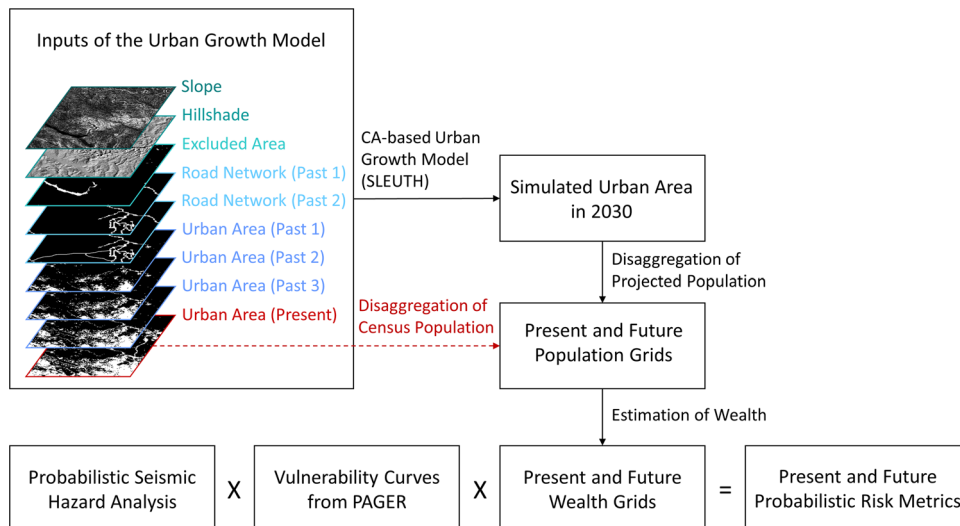 Inputs of the Urban Growth Model
Slope
Hillshade
Excluded Area
Road Network (Past 1)
Road Network (Past 2)
Urban Area (Past 1)
Urban Area (Past 2)
Urban Area (Past 3)
Urban Area (Present)
CA-based Urban
Growth Model
(SLEUTH)
Simulated Urban Area
in 2030
Disaggregation of
Projected Population
Disaggregation of
Census Population
Present and Future
Population Grids
Estimation of Wealth
Probabilistic Seismic
Hazard Analysis
X
Vulnerability Curves
from PAGER
X
Present and Future
Wealth Grids
=
Present and Future
Probabilistic Risk Metrics